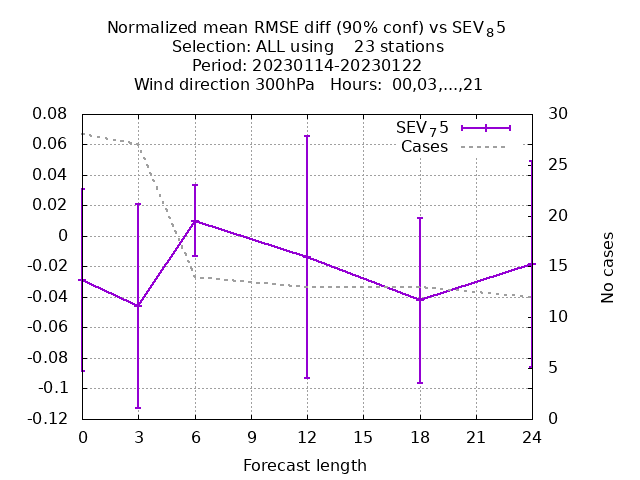 Normalized mean RMSE diff (90% conf) vs SEV₈5
Selection: ALL using    23 stations
Period: 20230114-20230122
Wind direction 300hPa   Hours:  00,03,...,21
SEV₇5
Cases
0.08
0.06
0.04
0.02
0
-0.02
-0.04
-0.06
-0.08
-0.1
-0.12
30
25
20
15
10
5
0
No cases
0 3 6 9 12 15 18 21 24
Forecast length